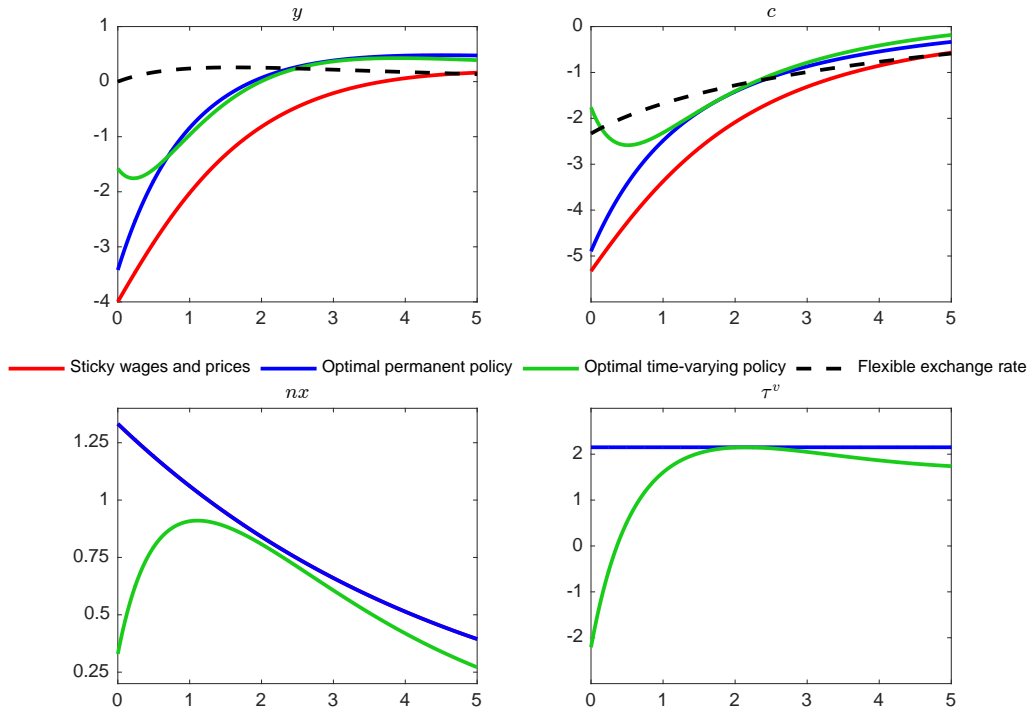 y
c
1
0
-1
-2
-3
-4
0 1 2 3 4 5
0
-1
-2
-3
-4
-5
0 1 2 3 4 5
Sticky wages and prices Optimal permanent policy Optimal time-varying policy Flexible exchange rate
nx
τ^v
1.25
1
0.75
0.5
0.25
0 1 2 3 4 5
2
1
0
-1
-2
0 1 2 3 4 5